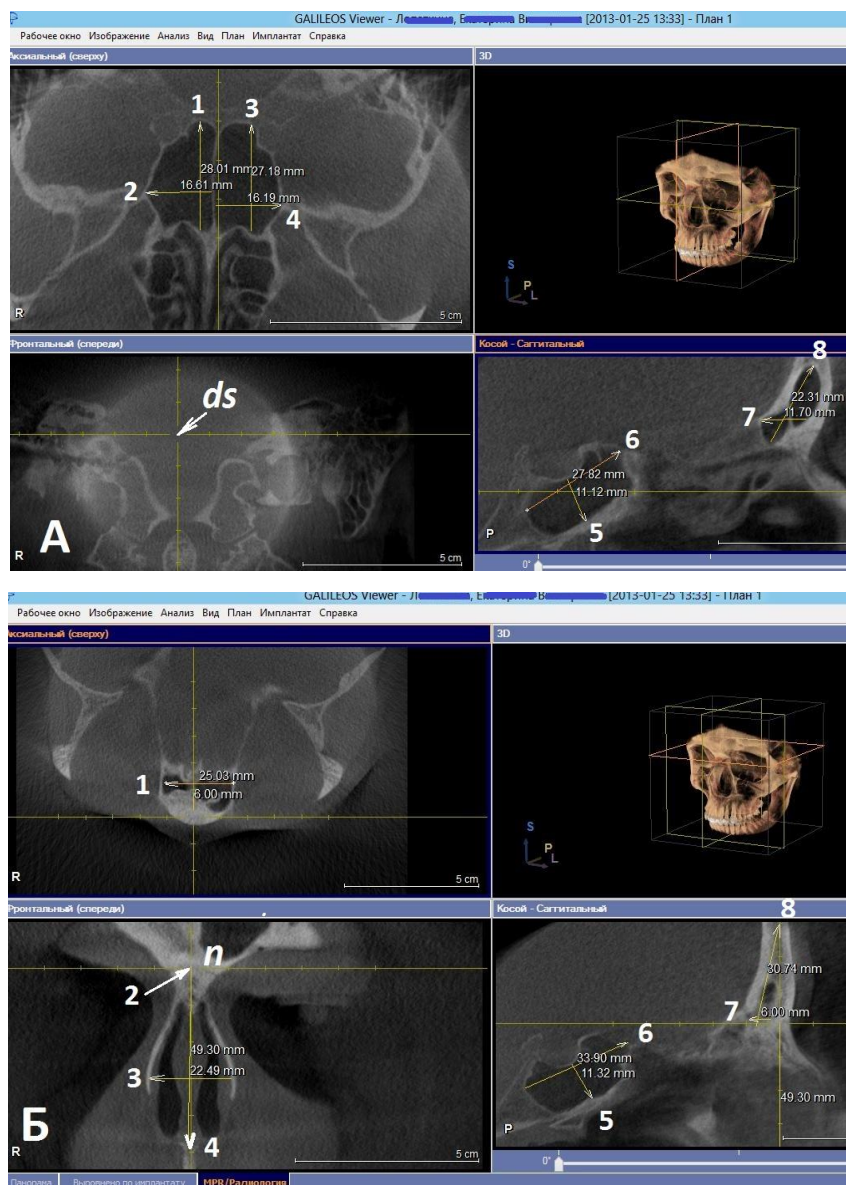 GALILEOS Viewer - [2013-01-25 13:33] - План 1
Рабочее окно Изображение Анализ Вид План Имплантат Справка
Аксиальный (сверху)
3D
1
3
28.01 mm
27.18 mm
16.61 mm
2
16.19 mm
4
R
5 cm
S
P
L
Фронтальный (спереди)
Косой - Сагиттальный
8
ds
22.31 mm
7
11.70 mm
6
27.82 mm
11.12 mm
5
А
R
5 cm
P
0°
GALILEOS Viewer - [2013-01-25 13:33] - План 1
Рабочее окно Изображение Анализ Вид План Имплантат Справка
Аксиальный (сверху)
3D
1
25.03 mm
6.00 mm
R
5 cm
S
P
L
Фронтальный (спереди)
Косой - Сагиттальный
8
n
2
30.74 mm
7
6.00 mm
6
49.30 mm
33.90 mm
3
22.49 mm
11.32 mm
49.30 mm
5
Б
4
R
5 cm
P
0°
Панорама Выровнено по имплантату MPR/Радиология